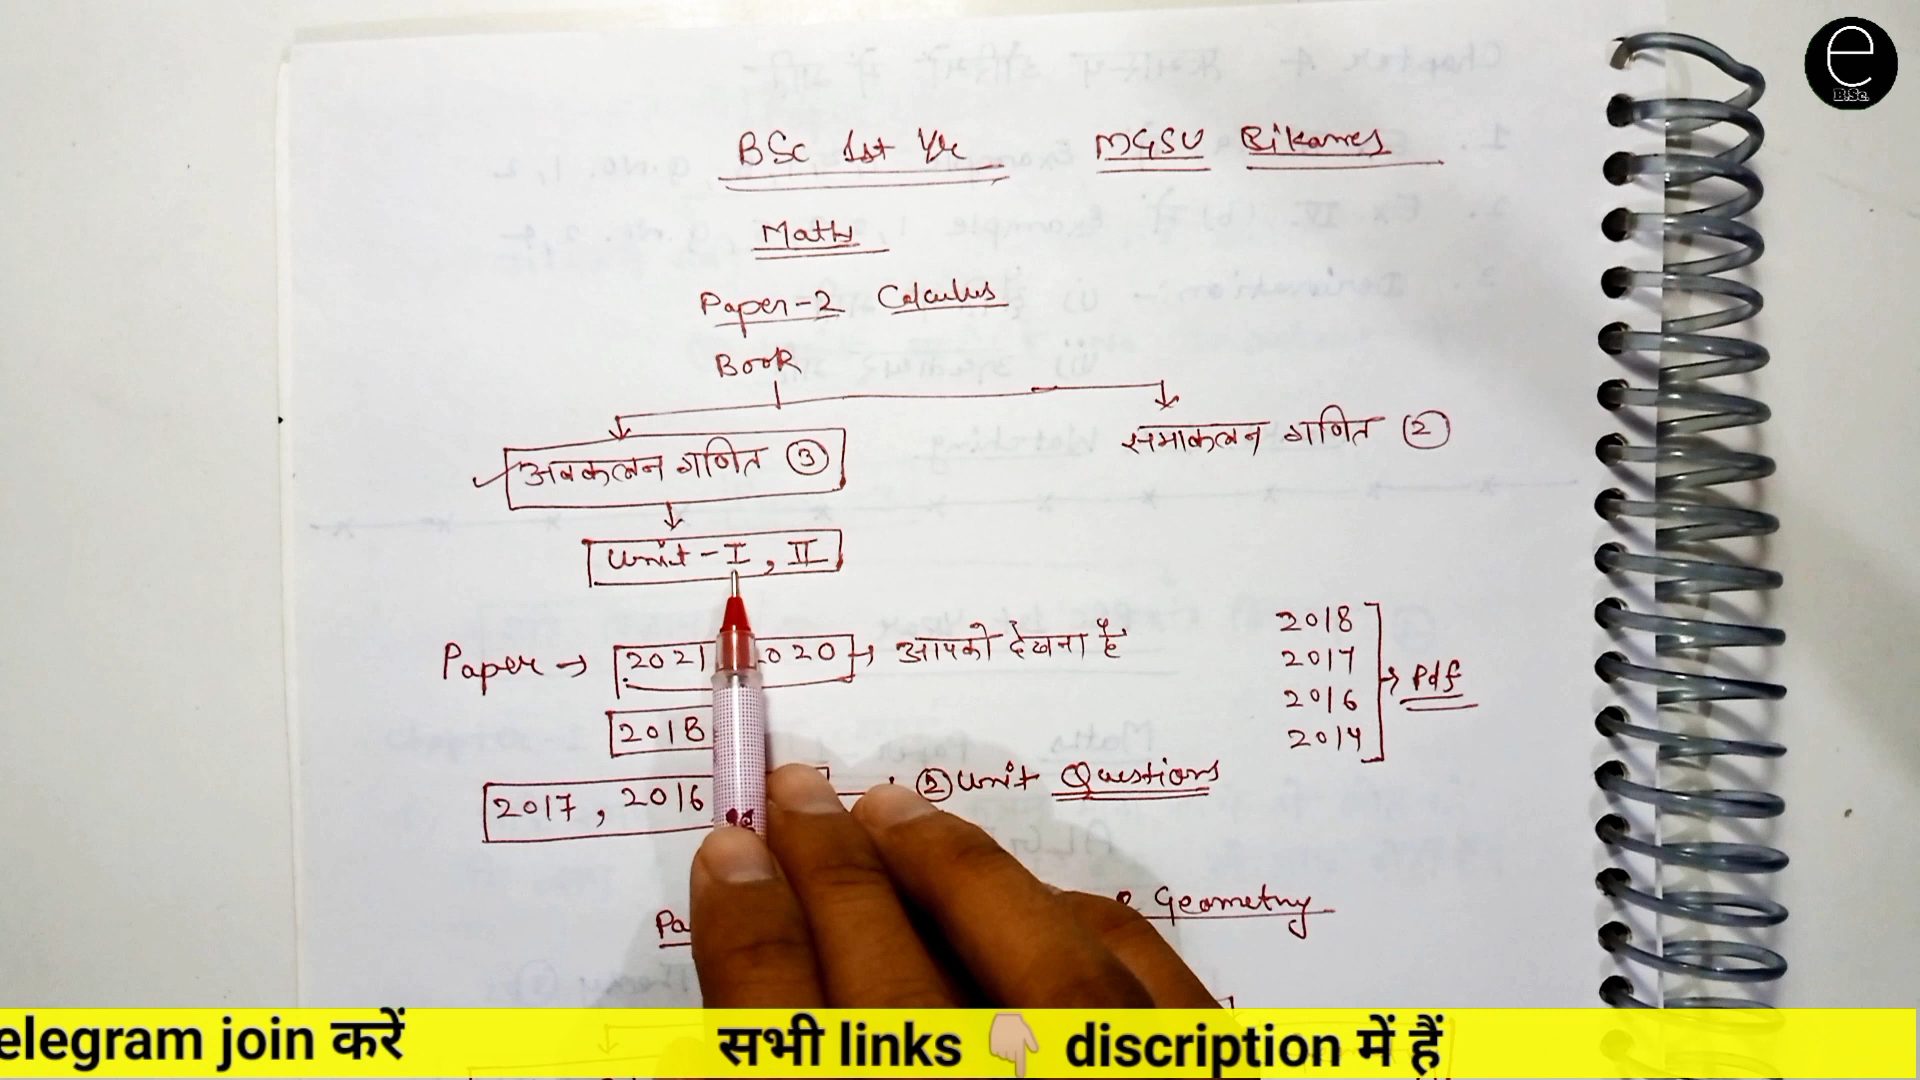 e
B.Sc.
BSc 1st Yr MGSU Bikaner
Maths
Paper-2 Calculus
Book
अवकलन गणित ③ समाकलन गणित ②
Unit - I, II
Paper → 2021 2020 → आपको देखना है
2018
2017
2016
2014
→ Pdf
2018
2017, 2016 ② Unit Questions
Geometry
elegram join करें सभी links 👇 discription में हैं